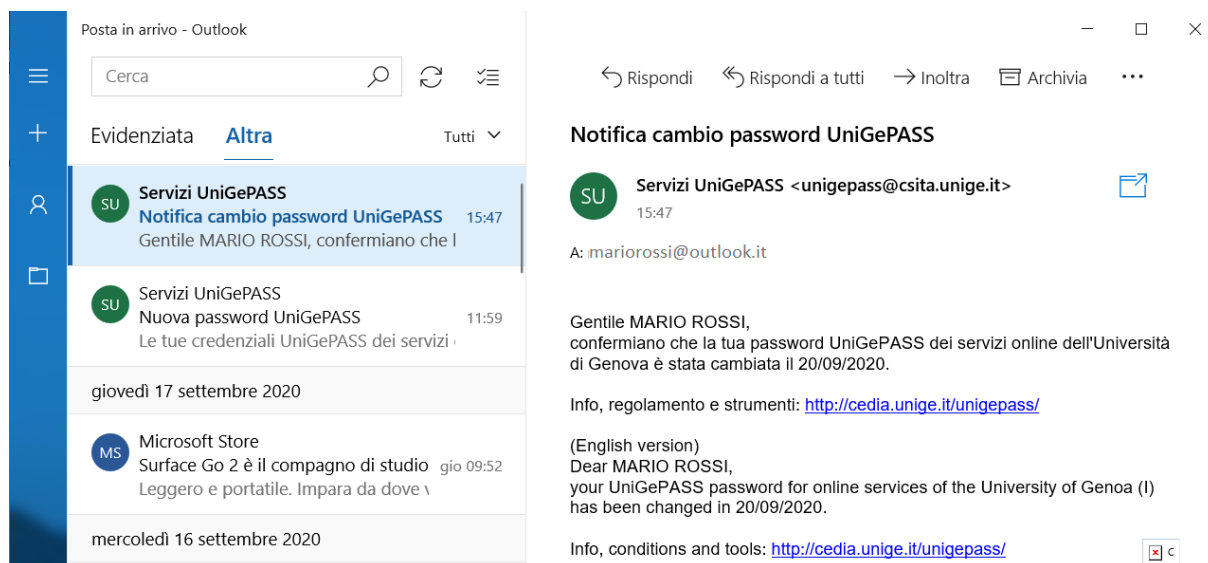 Posta in arrivo - Outlook
Cerca
Evidenziata Altra Tutti
SU Servizi UniGePASS
Notifica cambio password UniGePASS 15:47
Gentile MARIO ROSSI, confermiano che l
SU Servizi UniGePASS
Nuova password UniGePASS 11:59
Le tue credenziali UniGePASS dei servizi
giovedì 17 settembre 2020
MS Microsoft Store
Surface Go 2 è il compagno di studio gio 09:52
Leggero e portatile. Impara da dove
mercoledì 16 settembre 2020
Rispondi Rispondi a tutti Inoltra Archivia
Notifica cambio password UniGePASS
SU Servizi UniGePASS <unigepass@csita.unige.it>
15:47
A: mariorossi@outlook.it
Gentile MARIO ROSSI,
confermiano che la tua password UniGePASS dei servizi online dell'Università
di Genova è stata cambiata il 20/09/2020.
Info, regolamento e strumenti: http://cedia.unige.it/unigepass/
(English version)
Dear MARIO ROSSI,
your UniGePASS password for online services of the University of Genoa (I)
has been changed in 20/09/2020.
Info, conditions and tools: http://cedia.unige.it/unigepass/
C